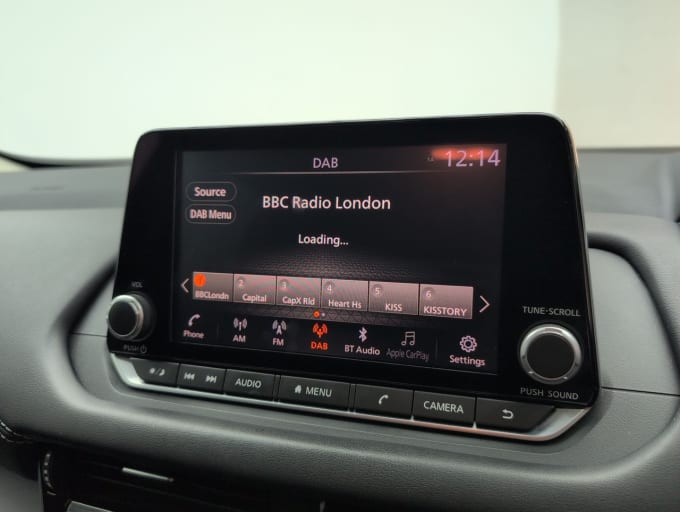 DAB
12:14
Source
DAB Menu
BBC Radio London
Loading...
1 2 3 4 5 6
BBCLondn Capital CapX Rld Heart Hs KISS KISSTORY
Phone AM FM DAB BT Audio Apple CarPlay Settings
VOL
PUSH
TUNE·SCROLL
PUSH SOUND
AUDIO MENU CAMERA